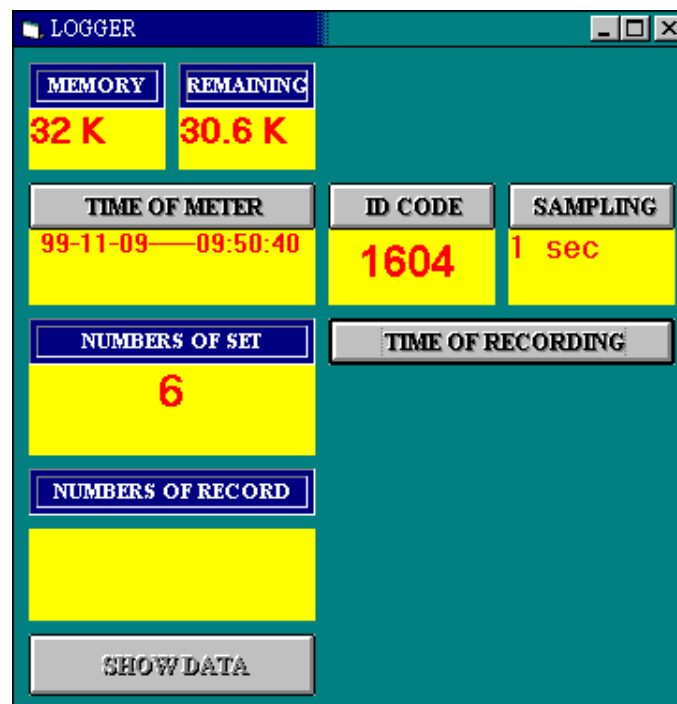 LOGGER
MEMORY REMAINING
32 K 30.6 K
TIME OF METER ID CODE SAMPLING
99-11-09——09:50:40 1604 1 sec
NUMBERS OF SET TIME OF RECORDING
6
NUMBERS OF RECORD
SHOW DATA